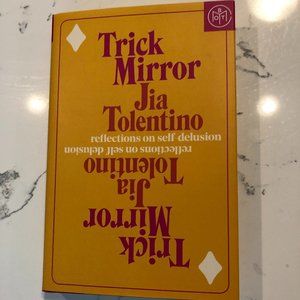 B
O T
M
Trick
Mirror
Jia
Tolentino
reflections on self-delusion
reflections on self-delusion
Tolentino
Jia
Mirror
Trick